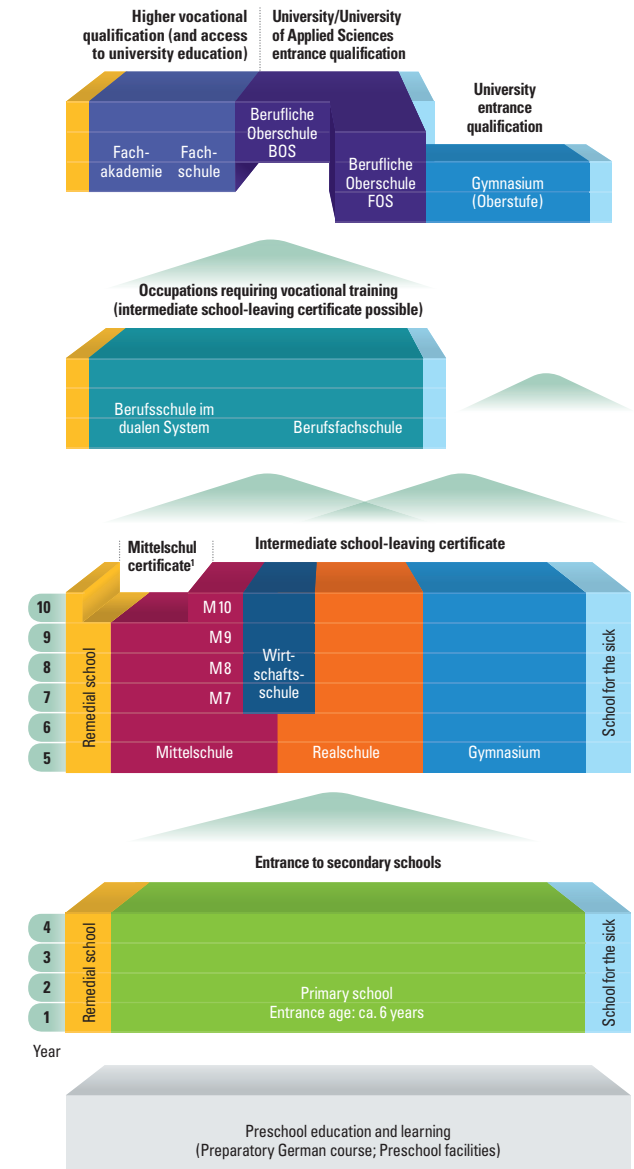 Higher vocational
qualification (and access
to university education)
University/University
of Applied Sciences
entrance qualification
University
entrance
qualification
Fach-
akademie
Fach-
schule
Berufliche
Oberschule
BOS
Berufliche
Oberschule
FOS
Gymnasium
(Oberstufe)
Occupations requiring vocational training
(intermediate school-leaving certificate possible)
Berufsschule im
dualen System
Berufsfachschule
Mittelschul
certificate¹
Intermediate school-leaving certificate
10
9
8
7
6
5
Remedial school
M 10
M 9
M 8
M 7
Wirt-
schafts-
schule
Mittelschule
Realschule
Gymnasium
School for the sick
Entrance to secondary schools
4
3
2
1
Year
Remedial school
Primary school
Entrance age: ca. 6 years
School for the sick
Preschool education and learning
(Preparatory German course; Preschool facilities)